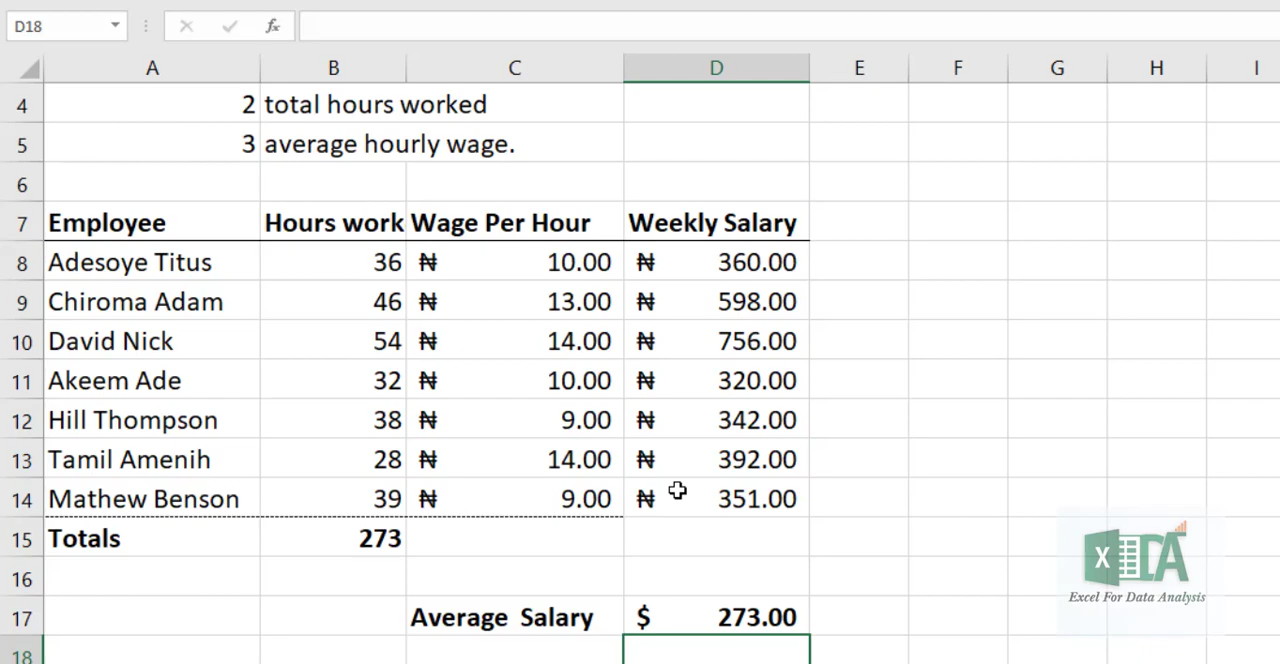 D18 fx
A B C D E F G H I
4 2 total hours worked
5 3 average hourly wage.
6
7 Employee Hours work Wage Per Hour Weekly Salary
8 Adesoye Titus 36 ₦ 10.00 ₦ 360.00
9 Chiroma Adam 46 ₦ 13.00 ₦ 598.00
10 David Nick 54 ₦ 14.00 ₦ 756.00
11 Akeem Ade 32 ₦ 10.00 ₦ 320.00
12 Hill Thompson 38 ₦ 9.00 ₦ 342.00
13 Tamil Amenih 28 ₦ 14.00 ₦ 392.00
14 Mathew Benson 39 ₦ 9.00 ₦ 351.00
15 Totals 273
16
17 Average Salary $ 273.00
18
X DA
Excel For Data Analysis